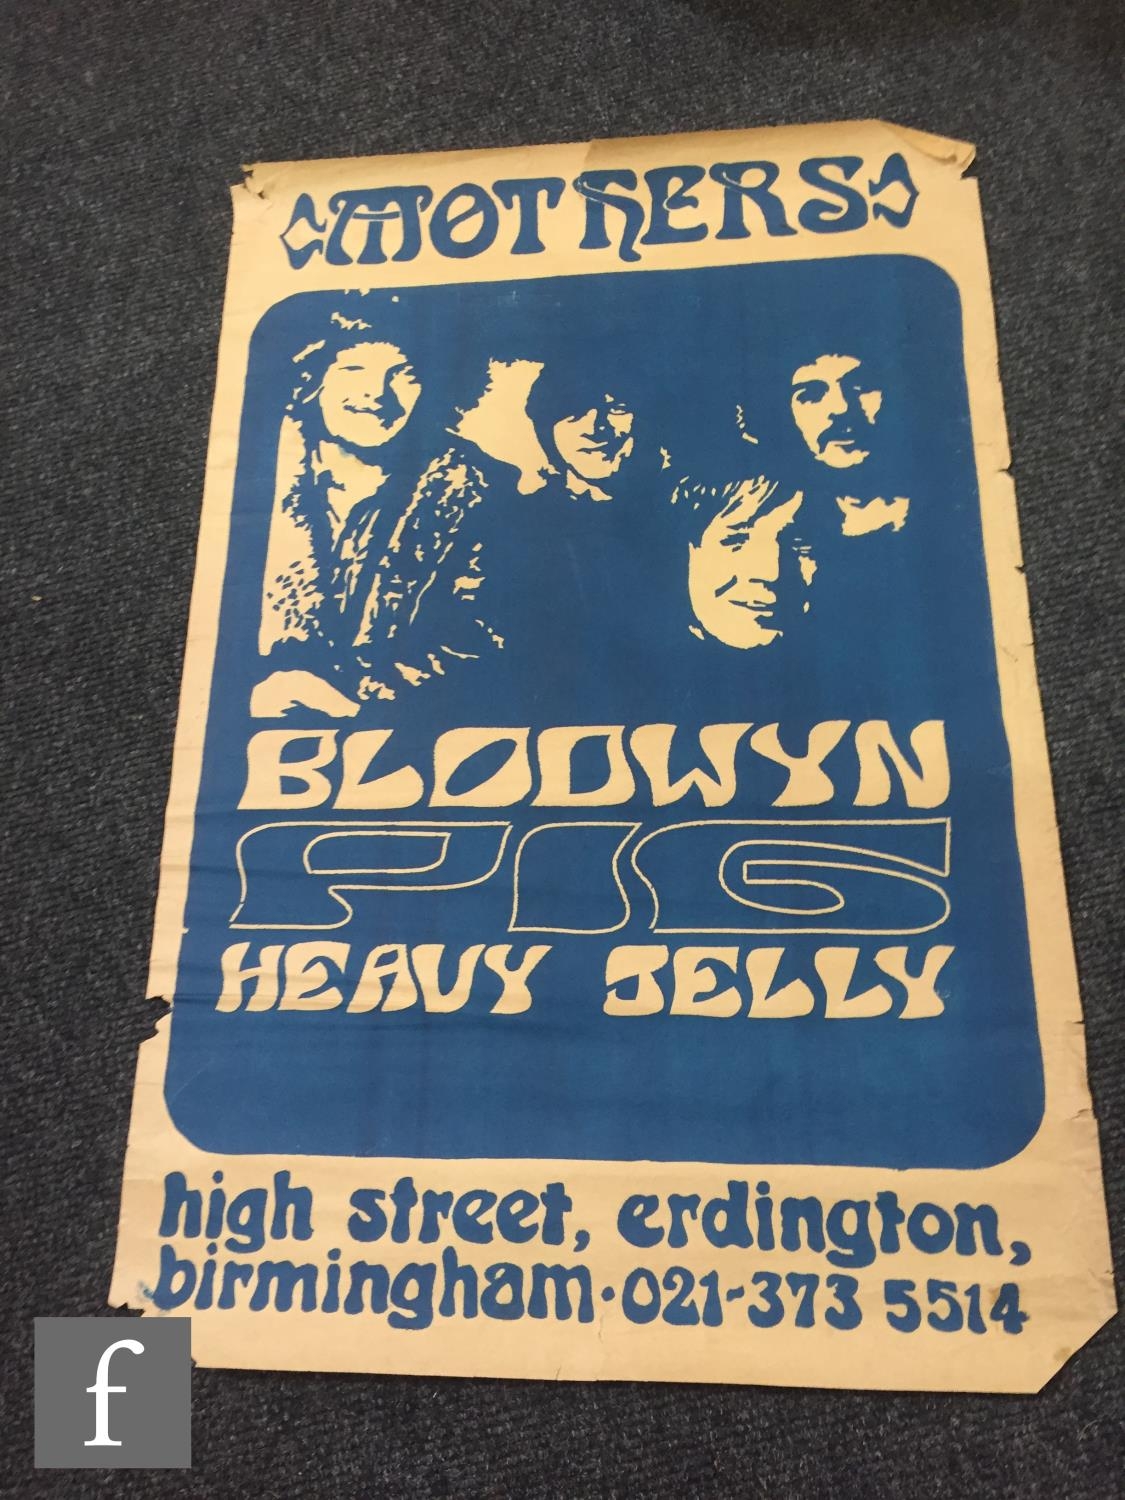 MOTHERS
BLODWYN
PIG
HEAVY JELLY
high street, erdington,
birmingham·021-373 5514
f